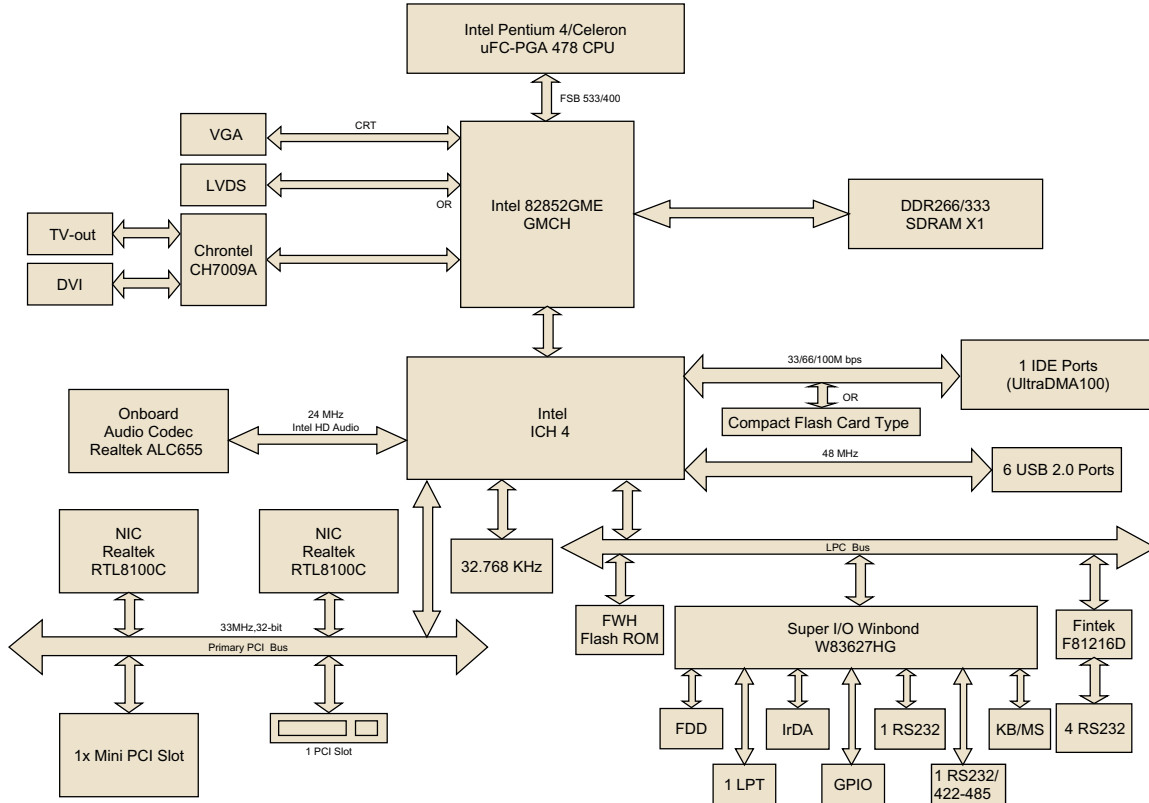 Intel Pentium 4/Celeron
uFC-PGA 478 CPU
FSB 533/400
VGA
CRT
LVDS
OR
Intel 82852GME
GMCH
DDR266/333
SDRAM X1
TV-out
DVI
Chrontel
CH7009A
Intel
ICH 4
33/66/100M bps
1 IDE Ports
(UltraDMA100)
OR
Compact Flash Card Type
Onboard
Audio Codec
Realtek ALC655
24 MHz
Intel HD Audio
48 MHz
6 USB 2.0 Ports
NIC
Realtek
RTL8100C
NIC
Realtek
RTL8100C
32.768 KHz
LPC Bus
33MHz,32-bit
Primary PCI Bus
FWH
Flash ROM
Super I/O Winbond
W83627HG
Fintek
F81216D
1x Mini PCI Slot
1 PCI Slot
FDD
IrDA
1 RS232
KB/MS
4 RS232
1 LPT
GPIO
1 RS232/
422-485